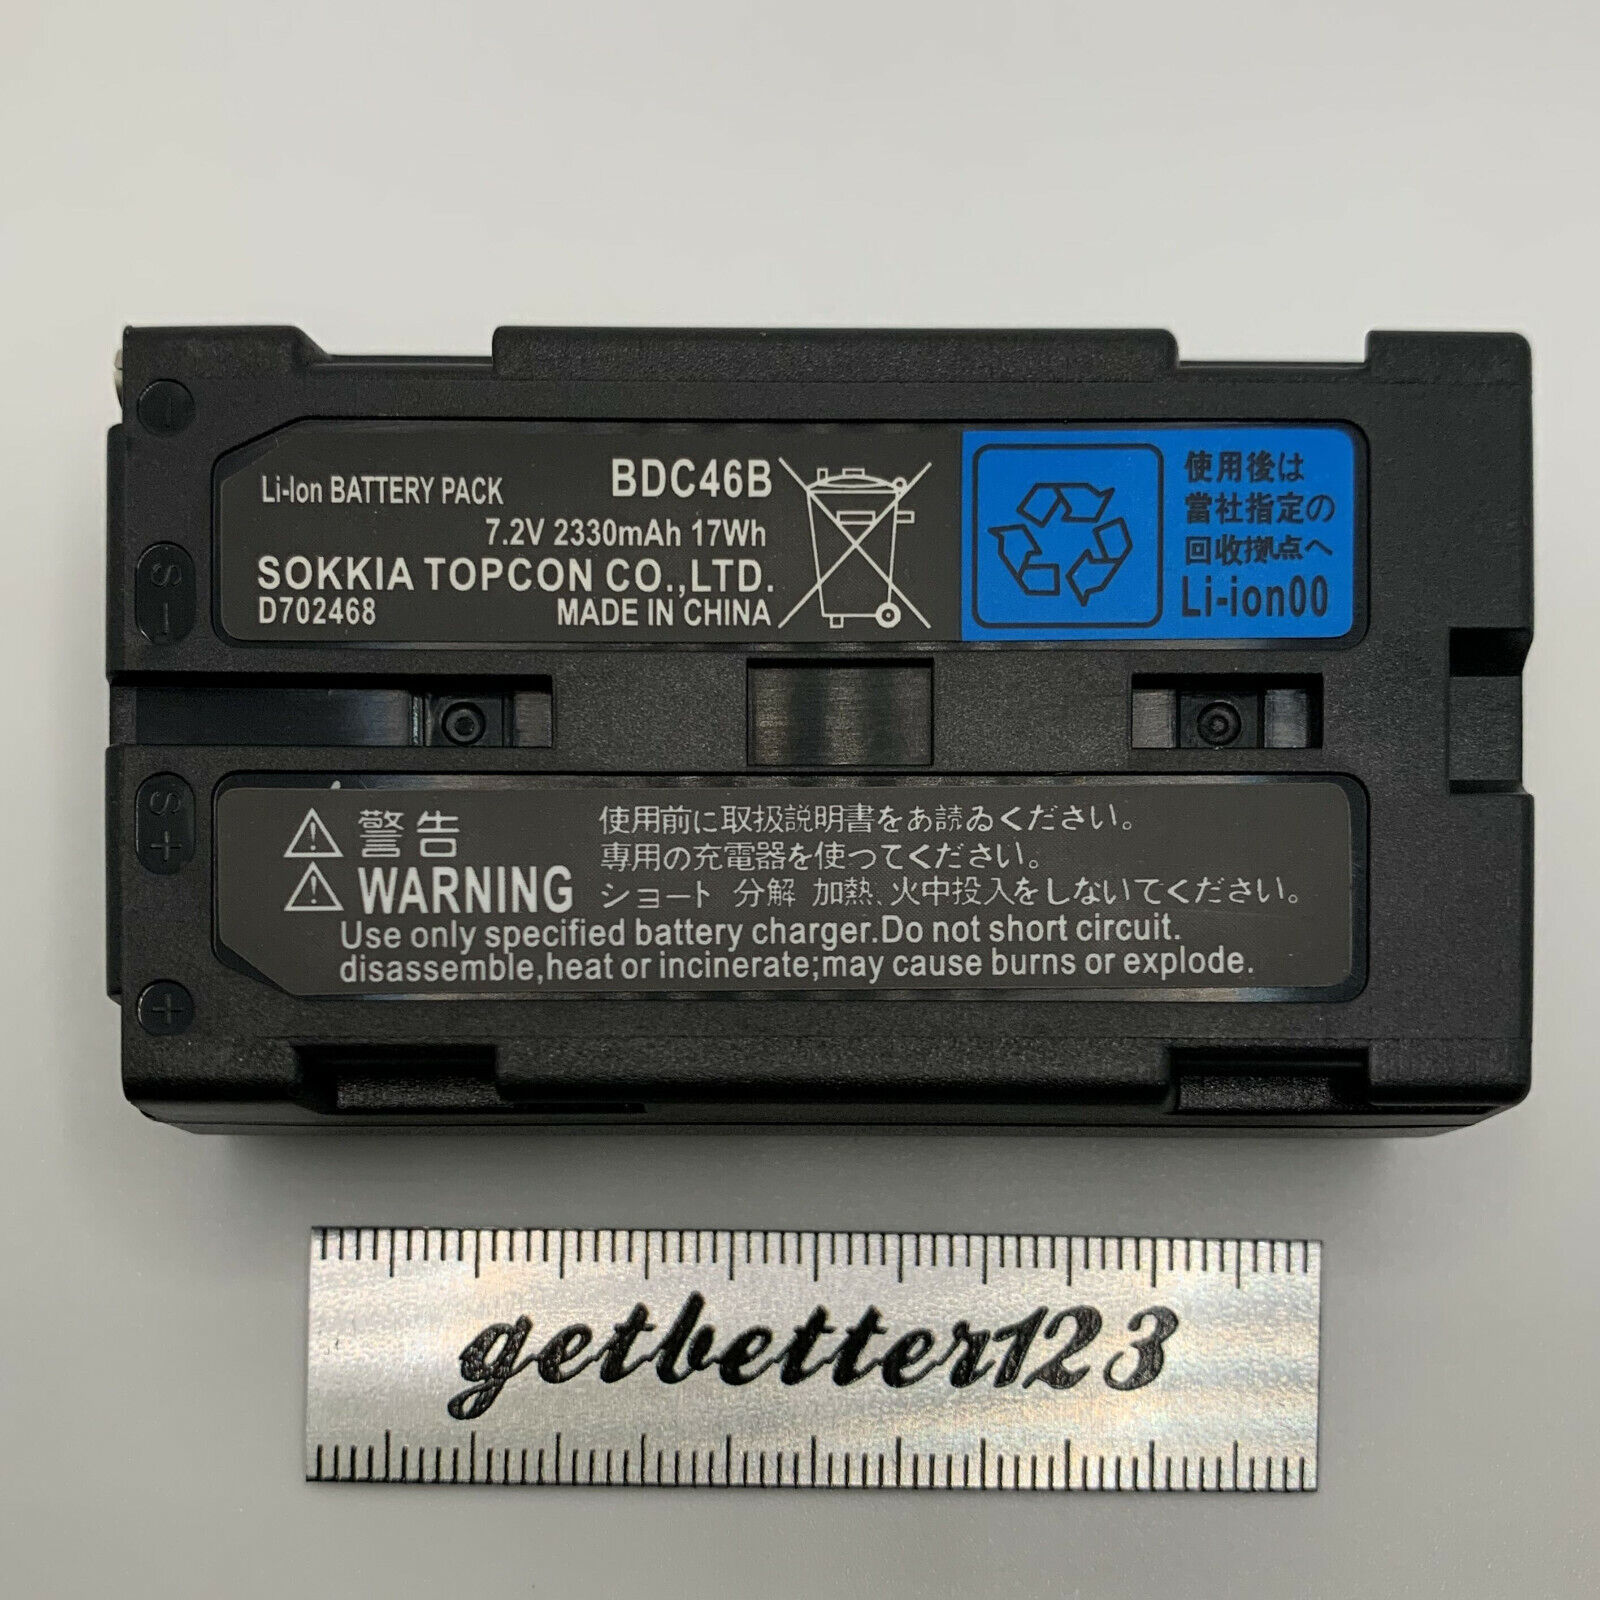 Li-Ion BATTERY PACK BDC46B
7.2V 2330mAh 17Wh
SOKKIA TOPCON CO.,LTD.
D702468 MADE IN CHINA
使用後は
當社指定の
回收拠点へ
Li-ion00
-
S-
S+
+
警告
WARNING
使用前に取扱説明書をあ読ゐください。
専用の充電器を使つてください。
ショート 分解 加熱、火中投入をしないてください。
Use only specified battery charger.Do not short circuit.
disassemble,heat or incinerate;may cause burns or explode.
getbetter123